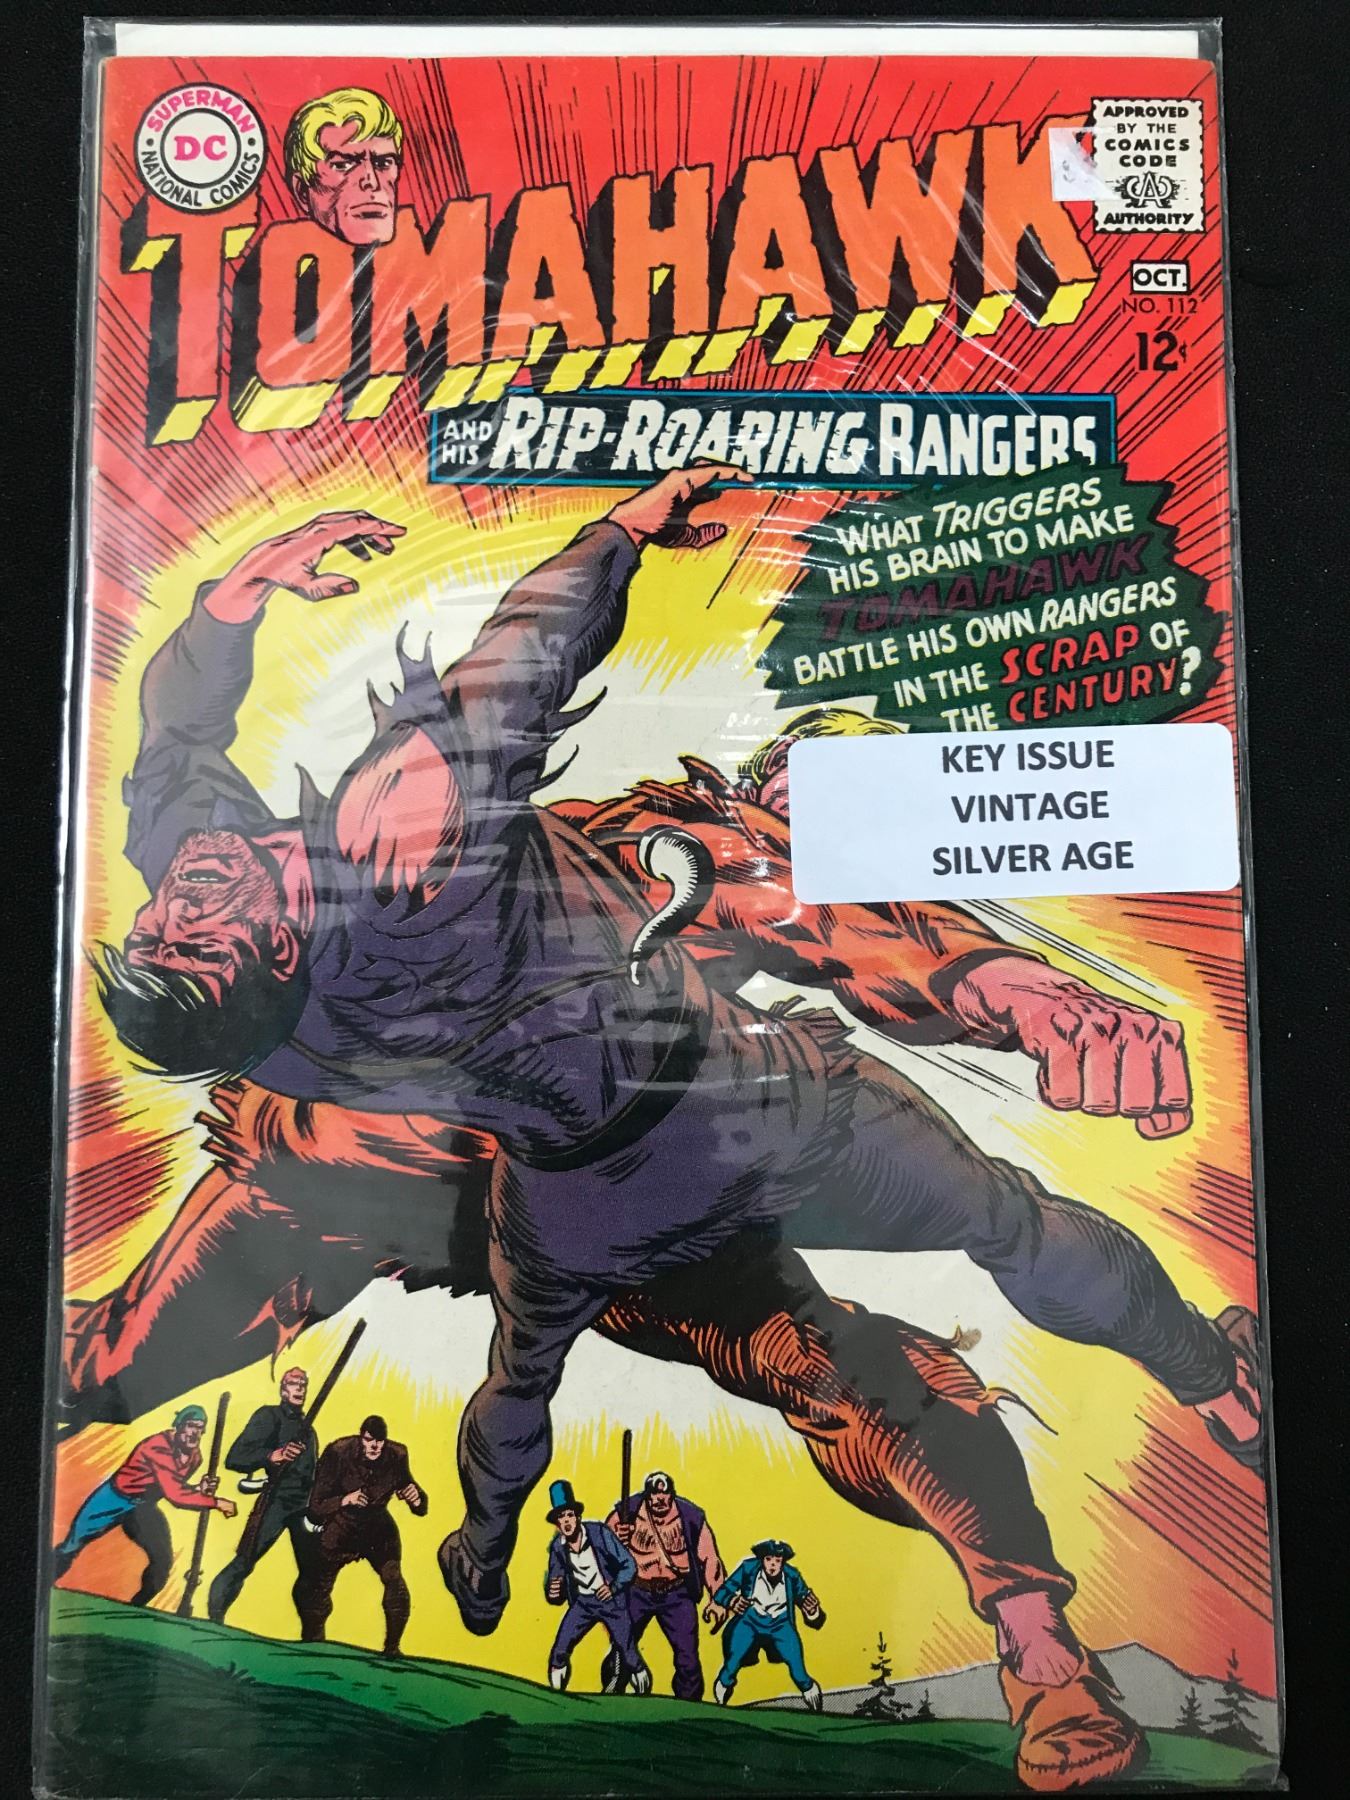 SUPERMAN
DC
NATIONAL COMICS
TOMAHAWK
AND HIS RIP-ROARING RANGERS
APPROVED
BY THE
COMICS
CODE
CA
AUTHORITY
OCT.
NO. 112
12¢
WHAT TRIGGERS
HIS BRAIN TO MAKE
TOMAHAWK
BATTLE HIS OWN RANGERS
IN THE SCRAP OF
THE CENTURY?
KEY ISSUE
VINTAGE
SILVER AGE